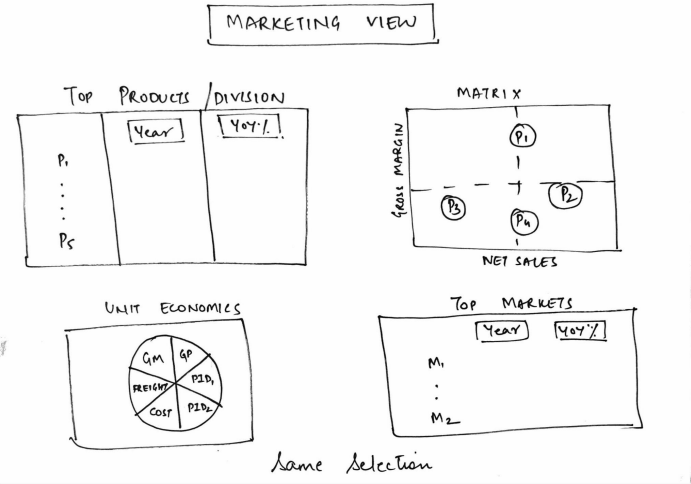 MARKETING VIEW
TOP PRODUCTS / DIVISION
Year
YOY%
P1
P5
MATRIX
GROSS MARGIN
P1
P2
P3
P4
NET SALES
UNIT ECONOMICS
GM
GP
FREIGHT
PID1
COST
PID2
TOP MARKETS
Year
YOY%
M1
M2
Same Selection